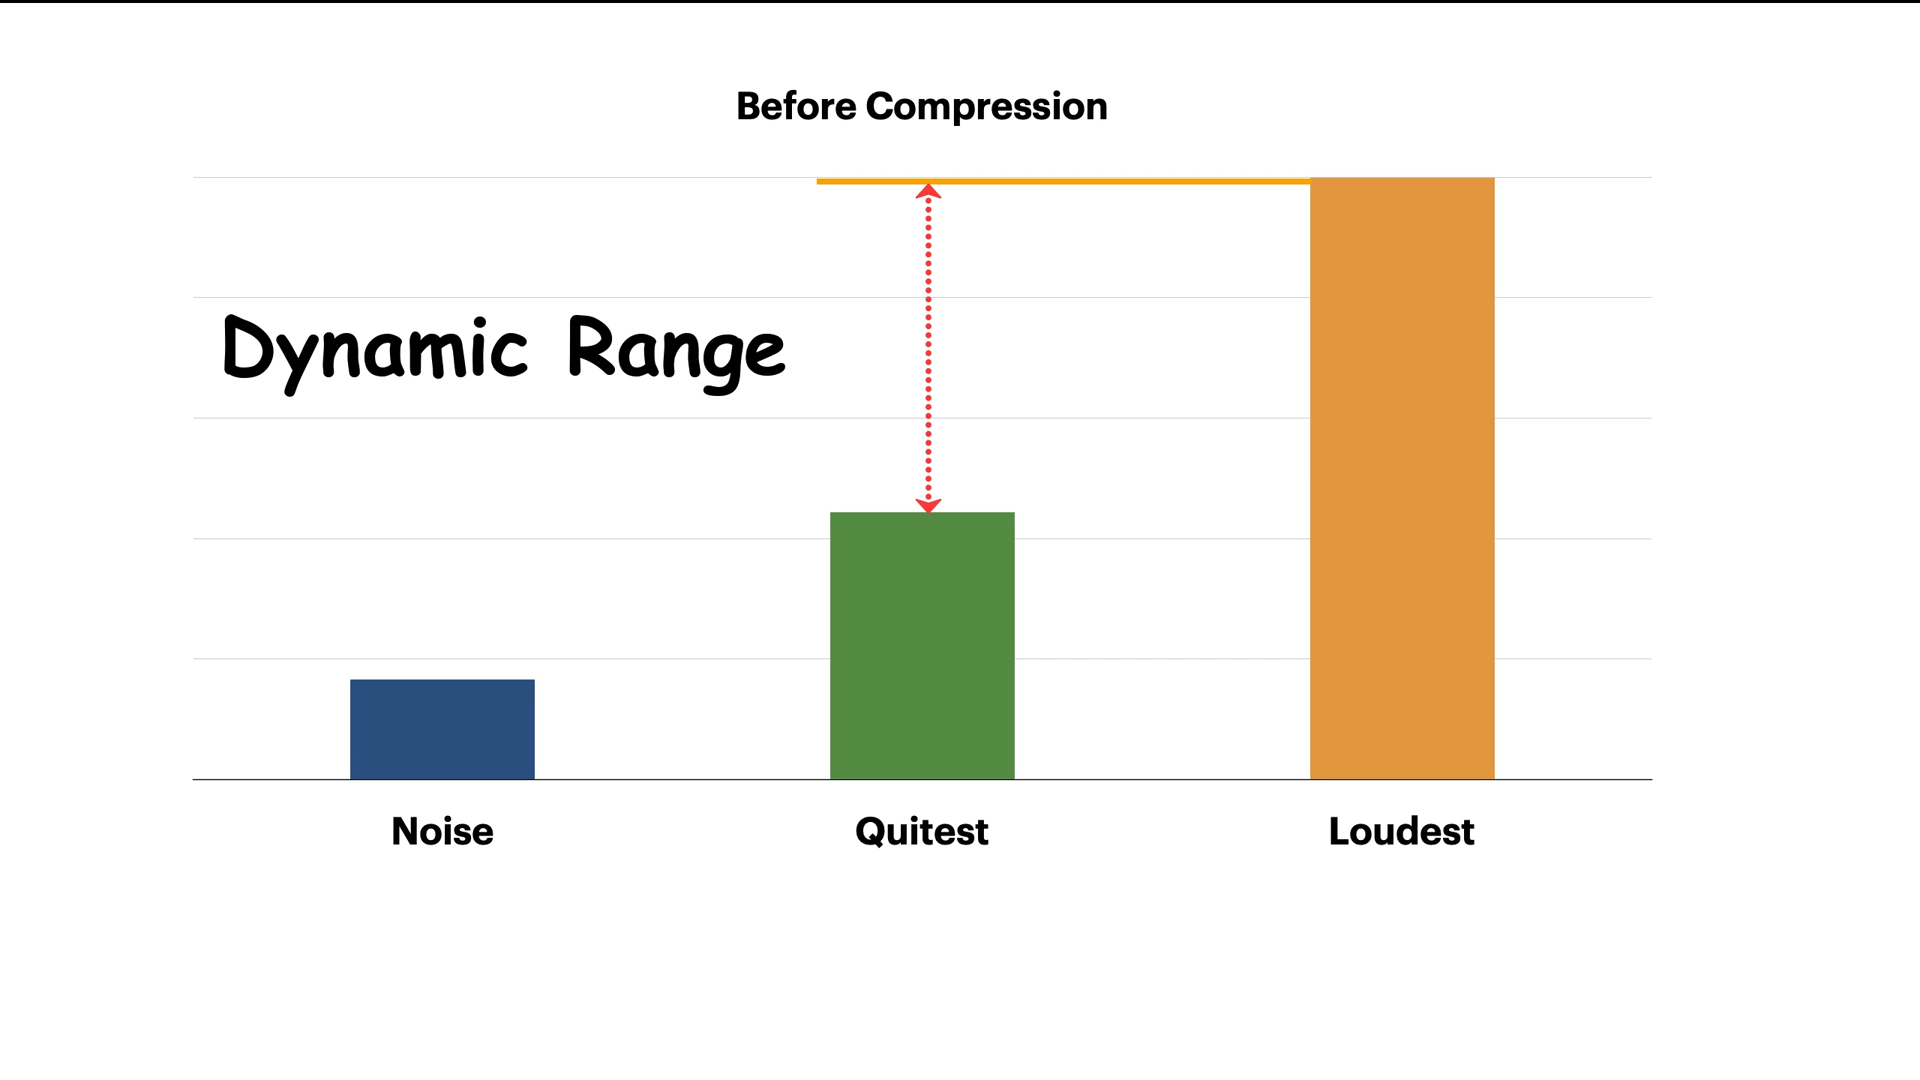 Before Compression
Dynamic Range
Noise
Quitest
Loudest